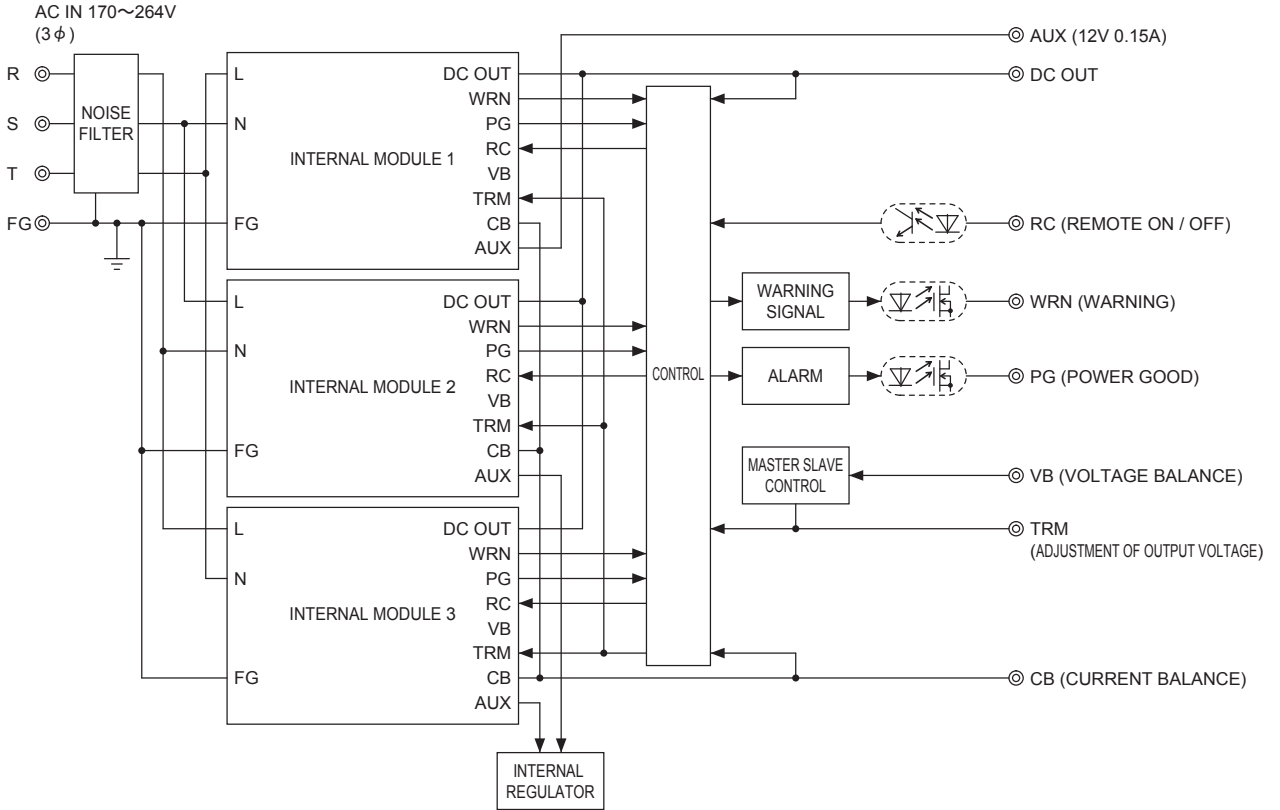 AC IN 170～264V
(3φ)
R
S
T
FG
NOISE
FILTER
L
N
FG
INTERNAL MODULE 1
DC OUT
WRN
PG
RC
VB
TRM
CB
AUX
L
N
FG
INTERNAL MODULE 2
DC OUT
WRN
PG
RC
VB
TRM
CB
AUX
L
N
FG
INTERNAL MODULE 3
DC OUT
WRN
PG
RC
VB
TRM
CB
AUX
INTERNAL
REGULATOR
CONTROL
WARNING
SIGNAL
ALARM
MASTER SLAVE
CONTROL
AUX (12V 0.15A)
DC OUT
RC (REMOTE ON / OFF)
WRN (WARNING)
PG (POWER GOOD)
VB (VOLTAGE BALANCE)
TRM
(ADJUSTMENT OF OUTPUT VOLTAGE)
CB (CURRENT BALANCE)